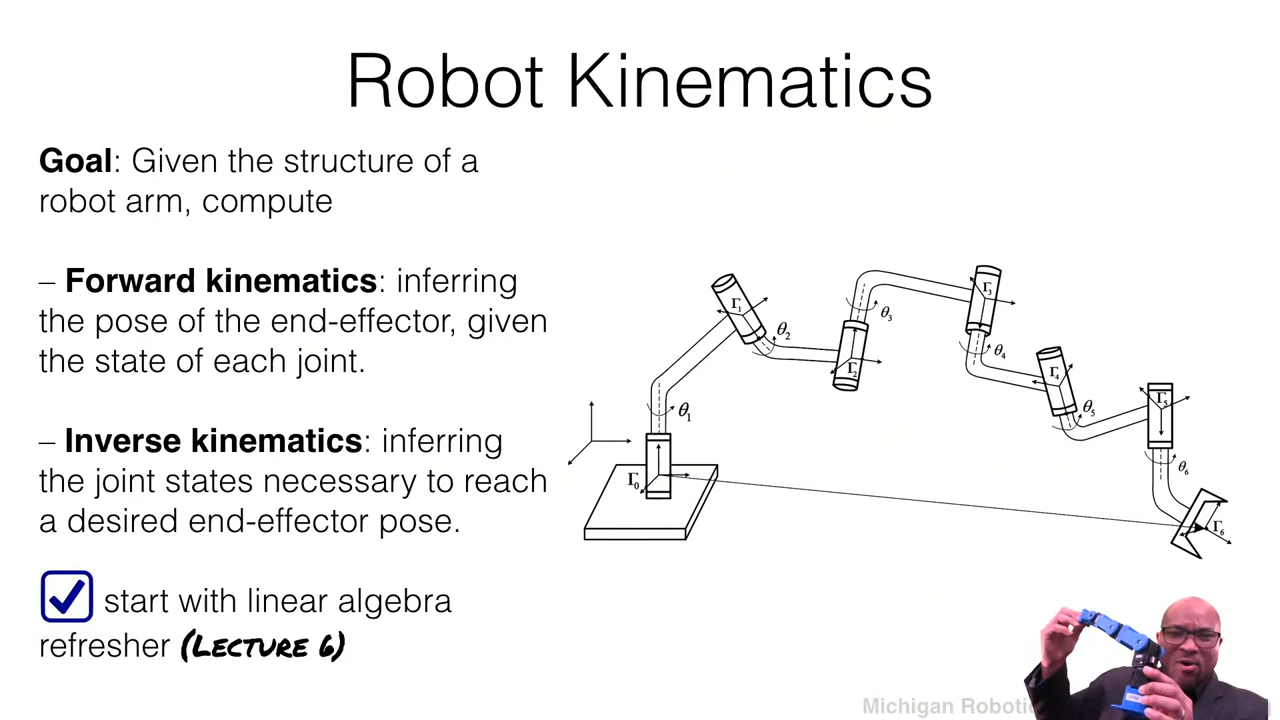 Robot Kinematics
Goal: Given the structure of a
robot arm, compute
– Forward kinematics: inferring
the pose of the end-effector, given
the state of each joint.
– Inverse kinematics: inferring
the joint states necessary to reach
a desired end-effector pose.
start with linear algebra
refresher (Lecture 6)
Γ₀
θ₁
Γ₁
θ₂
Γ₂
θ₃
Γ₃
θ₄
Γ₄
θ₅
Γ₅
θ₆
Γ₆
Michigan